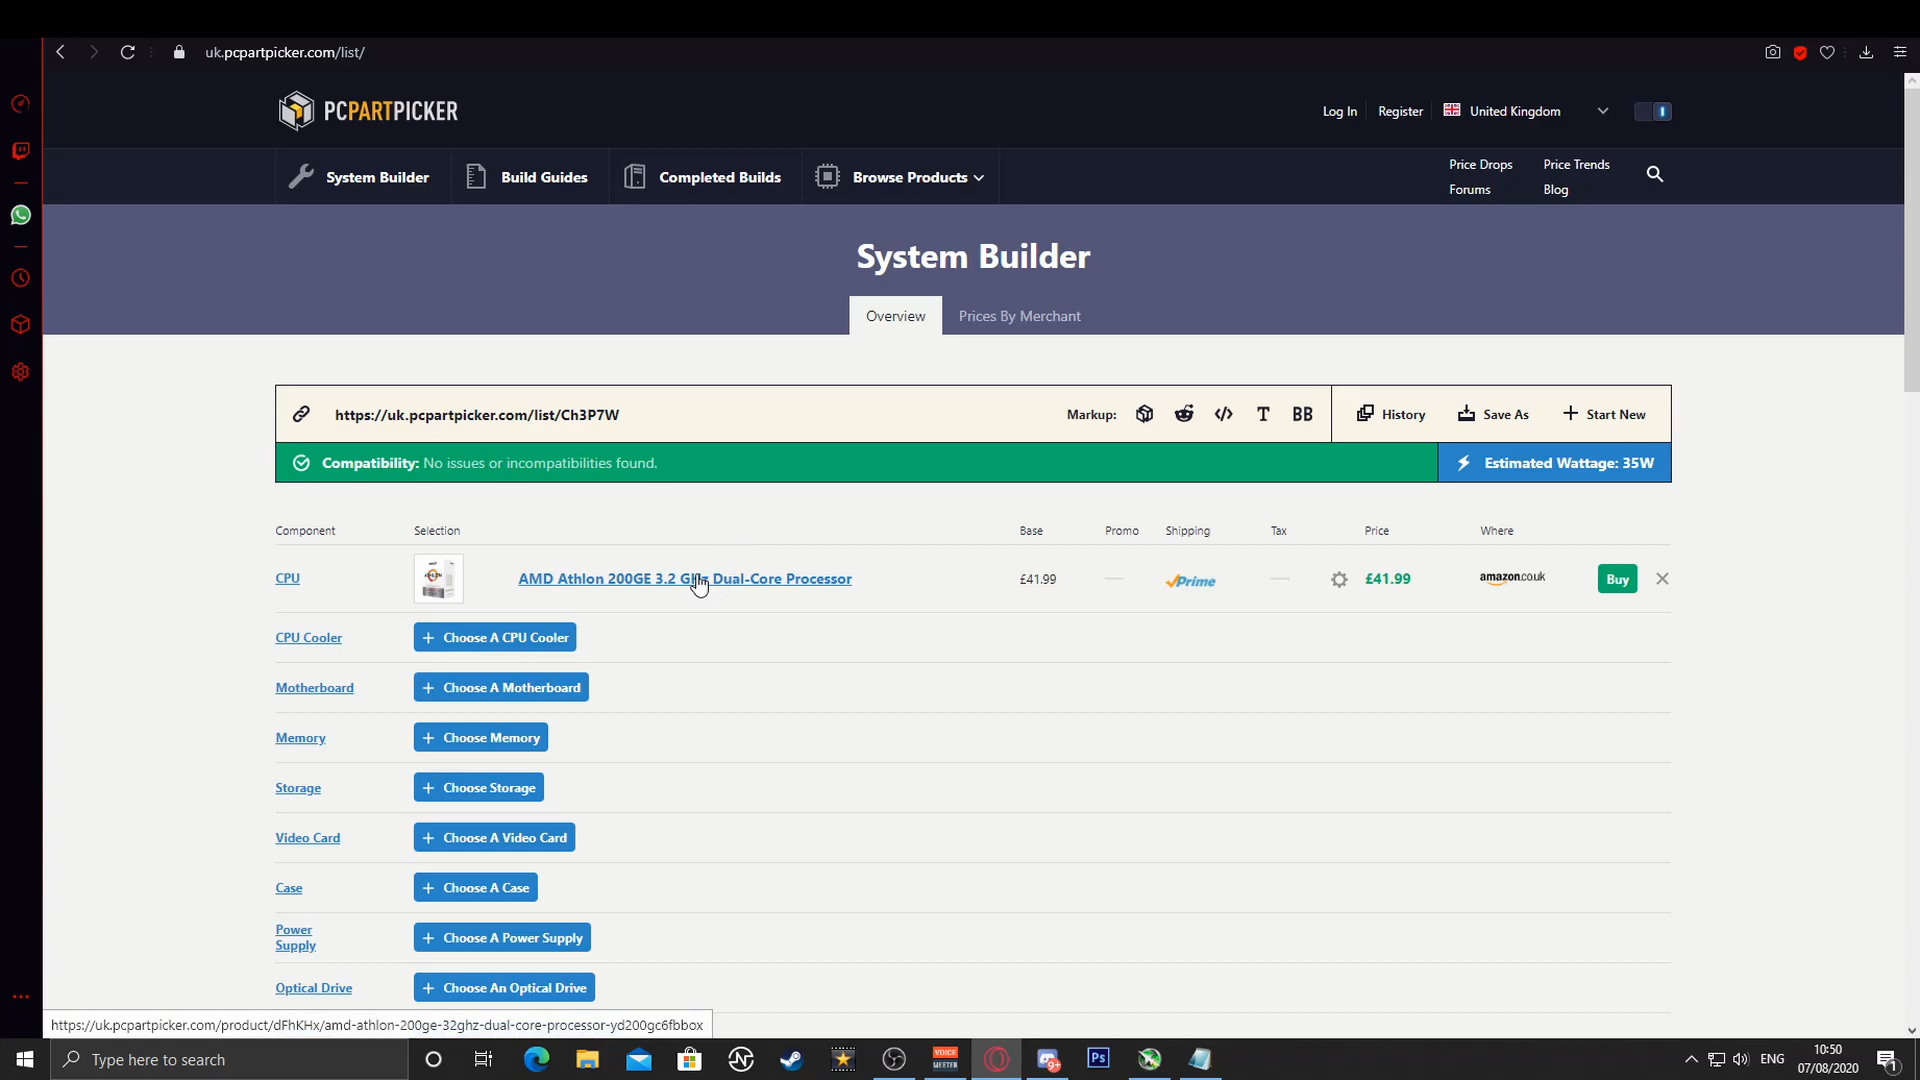 uk.pcpartpicker.com/list/
PCPARTPICKER
Log In
Register
United Kingdom
System Builder
Build Guides
Completed Builds
Browse Products
Price Drops
Price Trends
Forums
Blog
System Builder
Overview
Prices By Merchant
https://uk.pcpartpicker.com/list/Ch3P7W
Markup:
T
BB
History
Save As
Start New
Compatibility: No issues or incompatibilities found.
Estimated Wattage: 35W
Component Selection Base Promo Shipping Tax Price Where
CPU
AMD Athlon 200GE 3.2 GHz Dual-Core Processor
£41.99
Prime
£41.99
amazon.co.uk
Buy
CPU Cooler
Choose A CPU Cooler
Motherboard
Choose A Motherboard
Memory
Choose Memory
Storage
Choose Storage
Video Card
Choose A Video Card
Case
Choose A Case
Power
Supply
Choose A Power Supply
Optical Drive
Choose An Optical Drive
https://uk.pcpartpicker.com/product/dFhKHx/amd-athlon-200ge-32ghz-dual-core-processor-yd200gc6fbbox
Type here to search
VOICE
MEETER
9+
Ps
ENG
10:50
07/08/2020
1